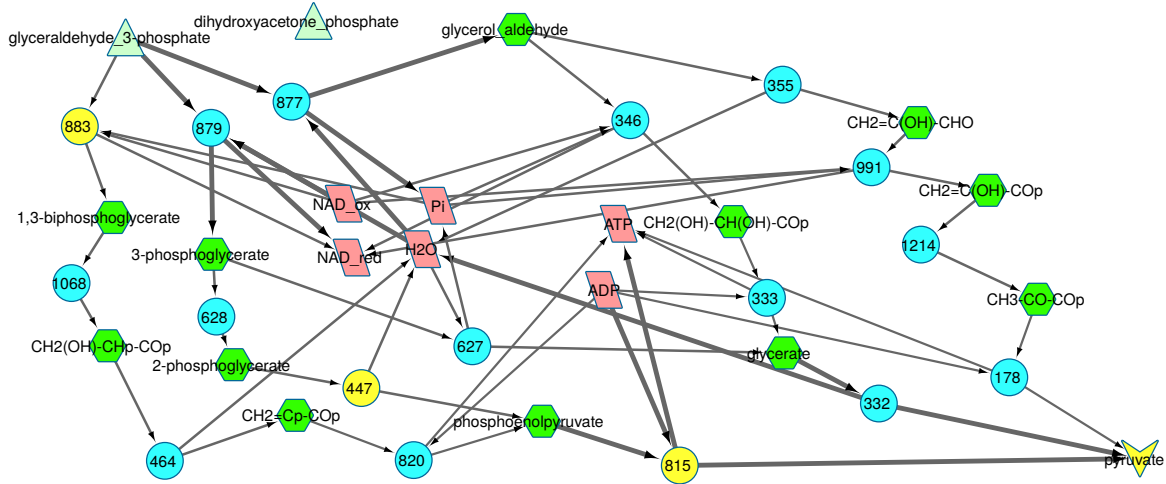 dihydroxyacetone_phosphate
glycerol_aldehyde
glyceraldehyde_3-phosphate
355
877
346
CH2=C(OH)-CHO
883
879
991
CH2=C(OH)-COp
NAD_ox
Pi
1,3-biphosphoglycerate
ATP
CH2(OH)-CH(OH)-COp
1214
3-phosphoglycerate
NAD_red
H2O
1068
ADP
333
CH3-CO-COp
628
CH2(OH)-CHp-COp
627
glycerate
2-phosphoglycerate
178
447
332
CH2=Cp-COp
phosphoenolpyruvate
464
820
815
pyruvate